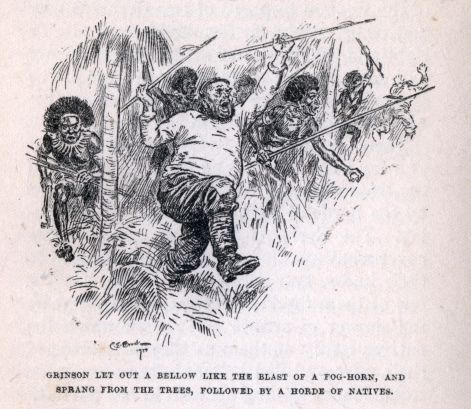 GRINSON LET OUT A BELLOW LIKE THE BLAST OF A FOG-HORN, AND
SPRANG FROM THE TREES, FOLLOWED BY A HORDE OF NATIVES.